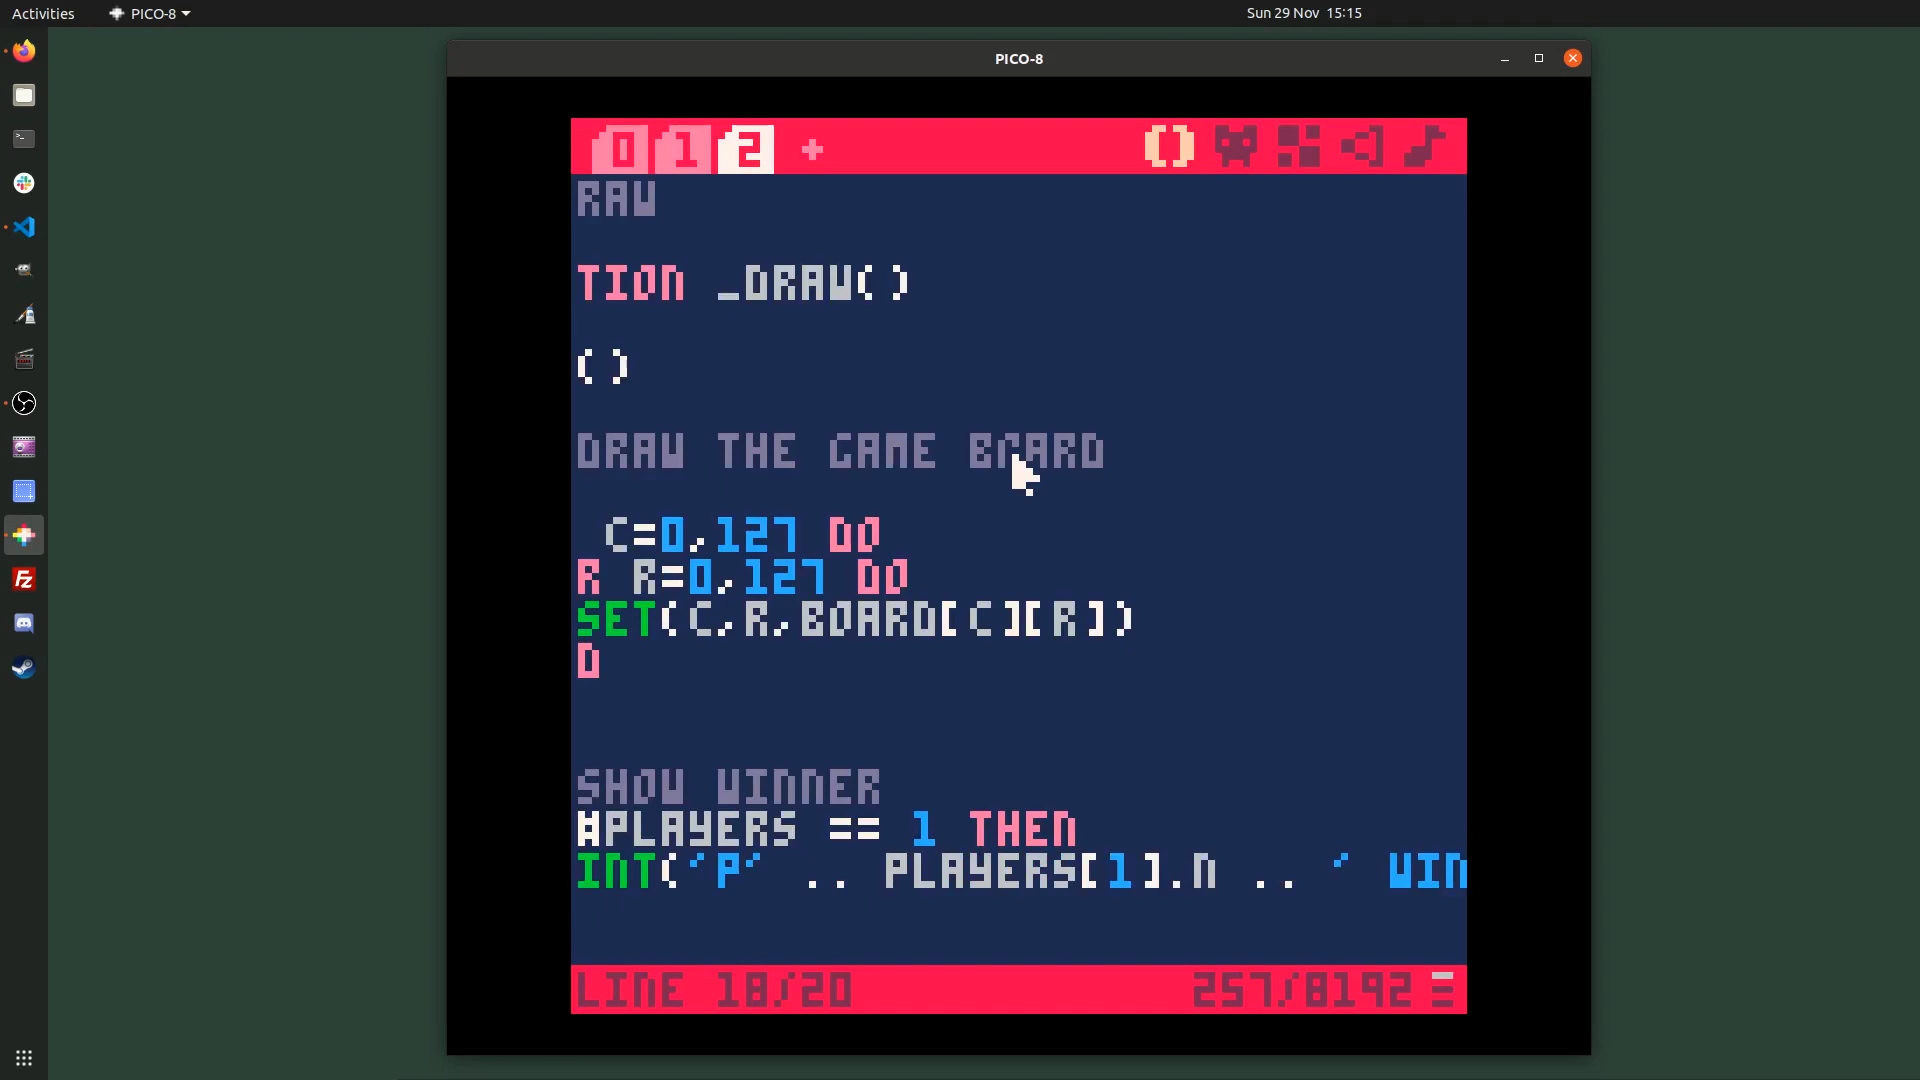 Activities
PICO-8
Sun 29 Nov 15:15
PICO-8
0 1 2 +
RAW
TION _DRAW()
()
DRAW THE GAME BOARD
C=0,127 DO
R R=0,127 DO
SET(C,R,BOARD[C][R])
D
SHOW WINNER
#PLAYERS == 1 THEN
INT('P' .. PLAYERS[1].N .. ' WIN
LINE 18/20
257/8192
Fz